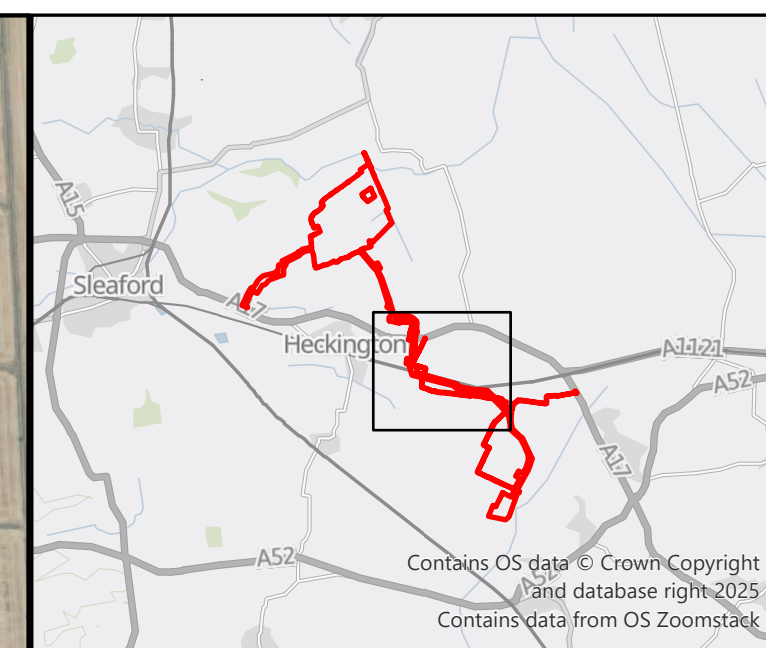 A15
Sleaford
A17
Heckington
A1121
A52
A17
A52
A52
Contains OS data © Crown Copyright
and database right 2025
Contains data from OS Zoomstack